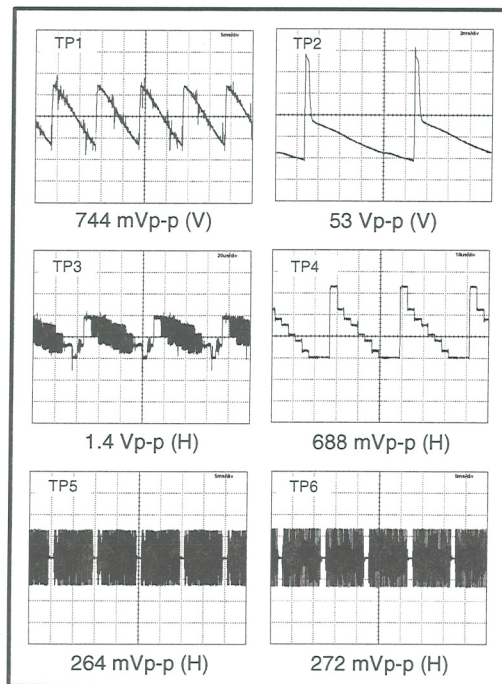 TP1
5ms/div
TP2
2ms/div
744 mVp-p (V)
53 Vp-p (V)
TP3
20us/div
TP4
10us/div
1.4 Vp-p (H)
688 mVp-p (H)
TP5
5ms/div
TP6
5ms/div
264 mVp-p (H)
272 mVp-p (H)